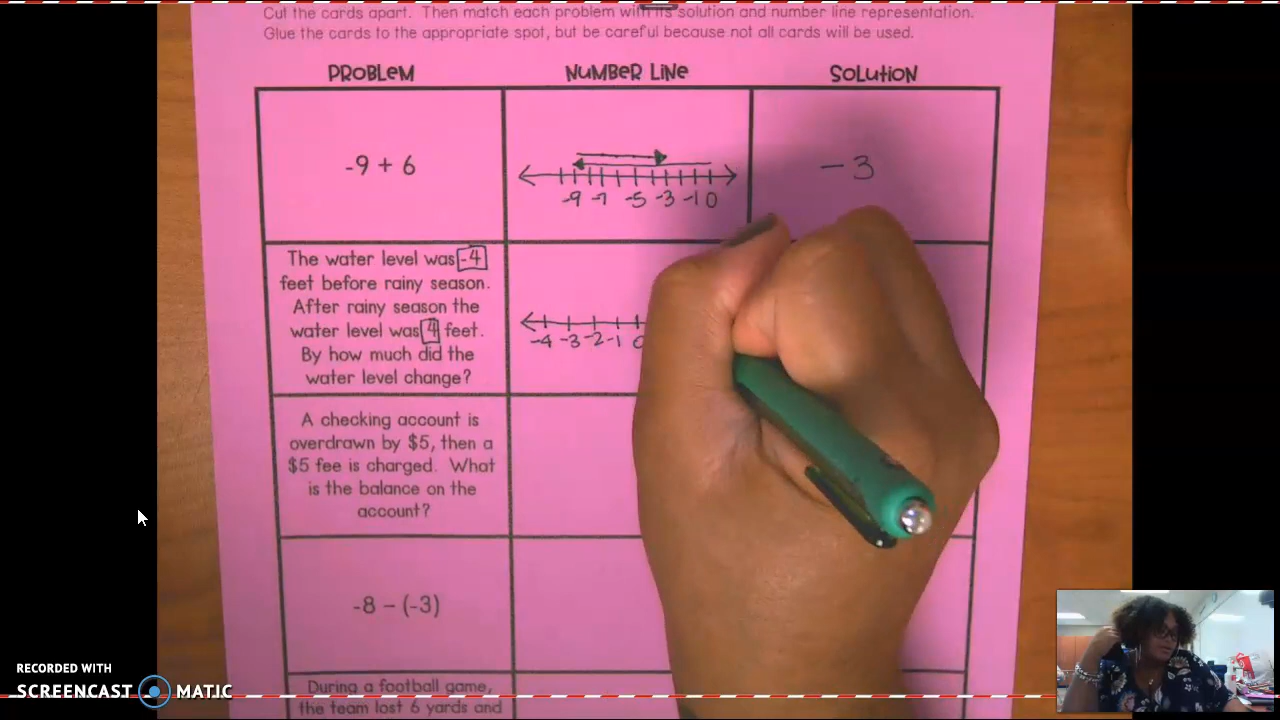 Cut the cards apart. Then match each problem with its solution and number line representation.
Glue the cards to the appropriate spot, but be careful because not all cards will be used.
PROBLEM NUMBER LINE SOLUTION
-9 + 6
-9 -7 -5 -3 -1 0
-3
The water level was -4
feet before rainy season.
After rainy season the
water level was 4 feet.
By how much did the
water level change?
-4 -3 -2 -1 0
A checking account is
overdrawn by $5, then a
$5 fee is charged. What
is the balance on the
account?
-8 - (-3)
During a football game,
the team lost 6 yards and
RECORDED WITH
SCREENCAST MATIC